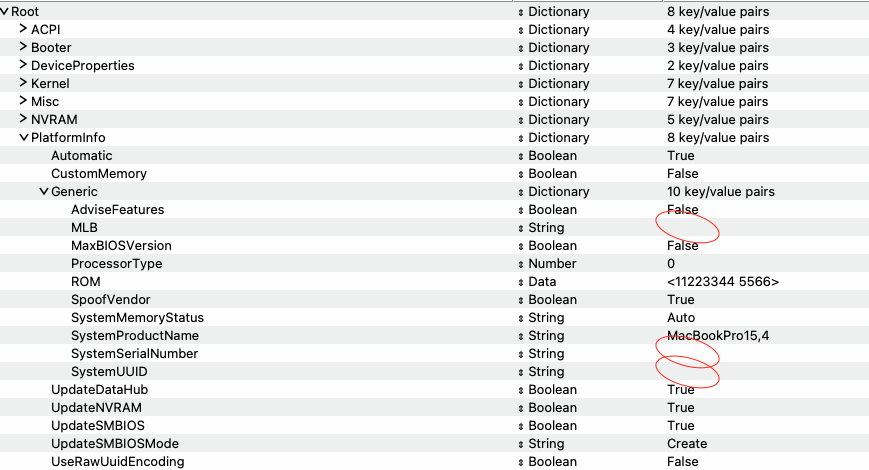 Root Dictionary 8 key/value pairs
ACPI Dictionary 4 key/value pairs
Booter Dictionary 3 key/value pairs
DeviceProperties Dictionary 2 key/value pairs
Kernel Dictionary 7 key/value pairs
Misc Dictionary 7 key/value pairs
NVRAM Dictionary 5 key/value pairs
PlatformInfo Dictionary 8 key/value pairs
Automatic Boolean True
CustomMemory Boolean False
Generic Dictionary 10 key/value pairs
AdviseFeatures Boolean False
MLB String
MaxBIOSVersion Boolean False
ProcessorType Number 0
ROM Data <11223344 5566>
SpoofVendor Boolean True
SystemMemoryStatus String Auto
SystemProductName String MacBookPro15,4
SystemSerialNumber String
SystemUUID String
UpdateDataHub Boolean True
UpdateNVRAM Boolean True
UpdateSMBIOS Boolean True
UpdateSMBIOSMode String Create
UseRawUuidEncoding Boolean False